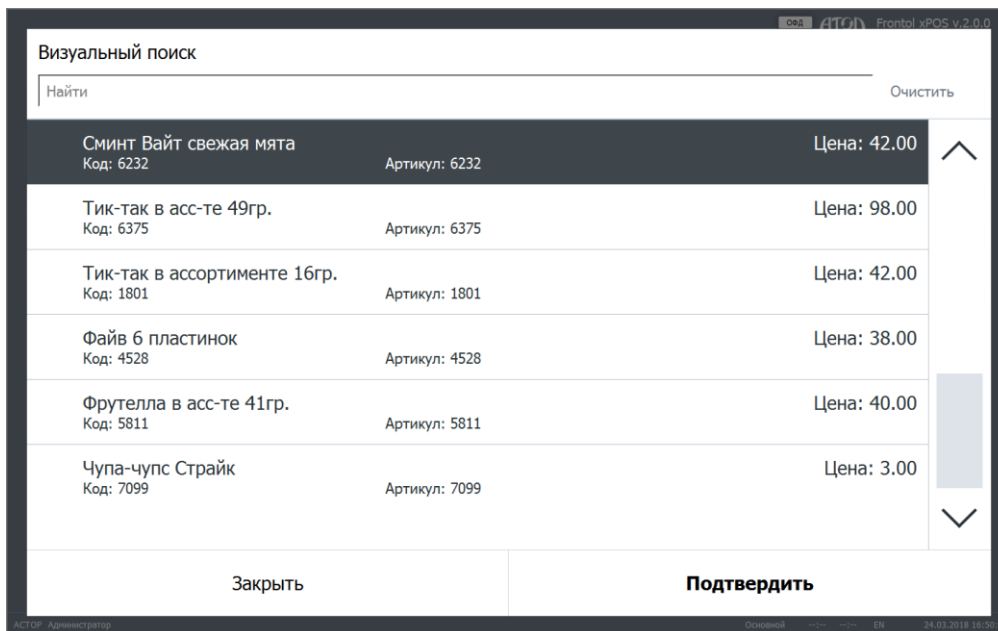 ОФД АТОЛ Frontol xPOS v.2.0.0
Визуальный поиск
Найти Очистить
Сминт Вайт свежая мята Цена: 42.00
Код: 6232 Артикул: 6232
Тик-так в асс-те 49гр. Цена: 98.00
Код: 6375 Артикул: 6375
Тик-так в ассортименте 16гр. Цена: 42.00
Код: 1801 Артикул: 1801
Файв 6 пластинок Цена: 38.00
Код: 4528 Артикул: 4528
Фрутелла в асс-те 41гр. Цена: 40.00
Код: 5811 Артикул: 5811
Чупа-чупс Страйк Цена: 3.00
Код: 7099 Артикул: 7099
Закрыть Подтвердить
АСТОР Администратор Основной --:-- --:-- EN 24.03.2018 16:50: